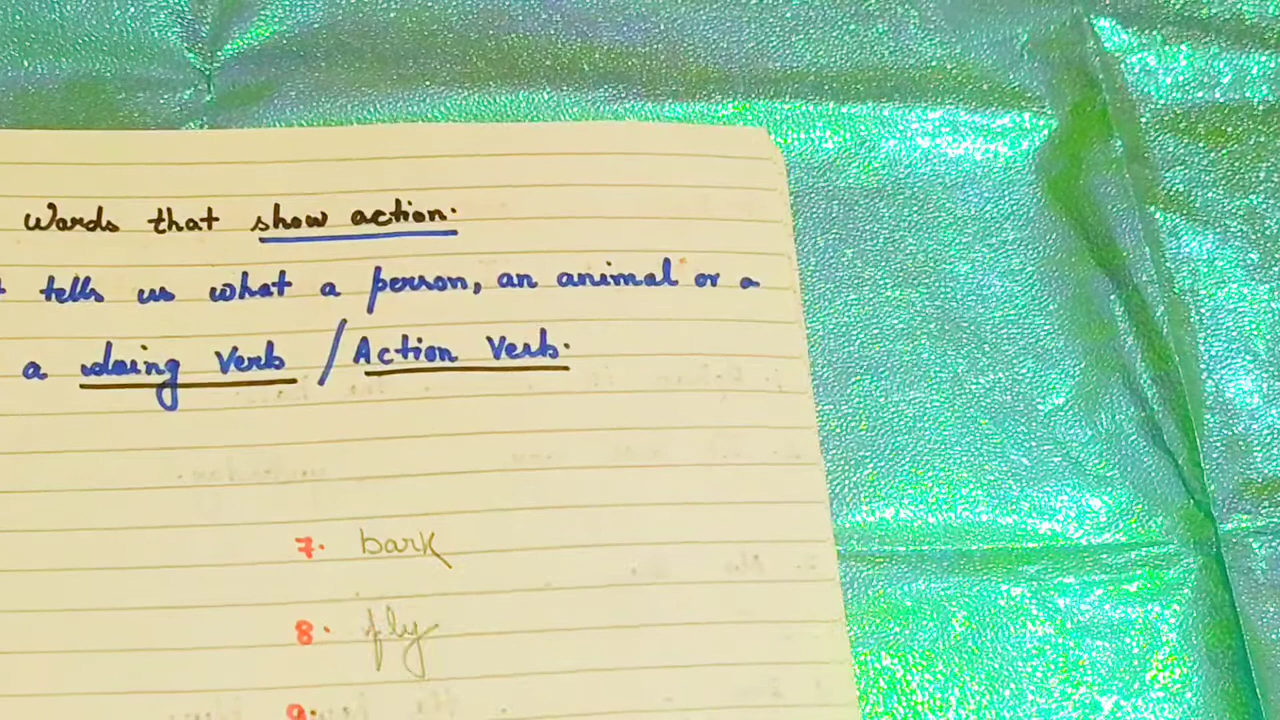 Words that show action.
tells us what a person, an animal or a
a doing Verb / Action Verb.
7. bark
8. fly
9.